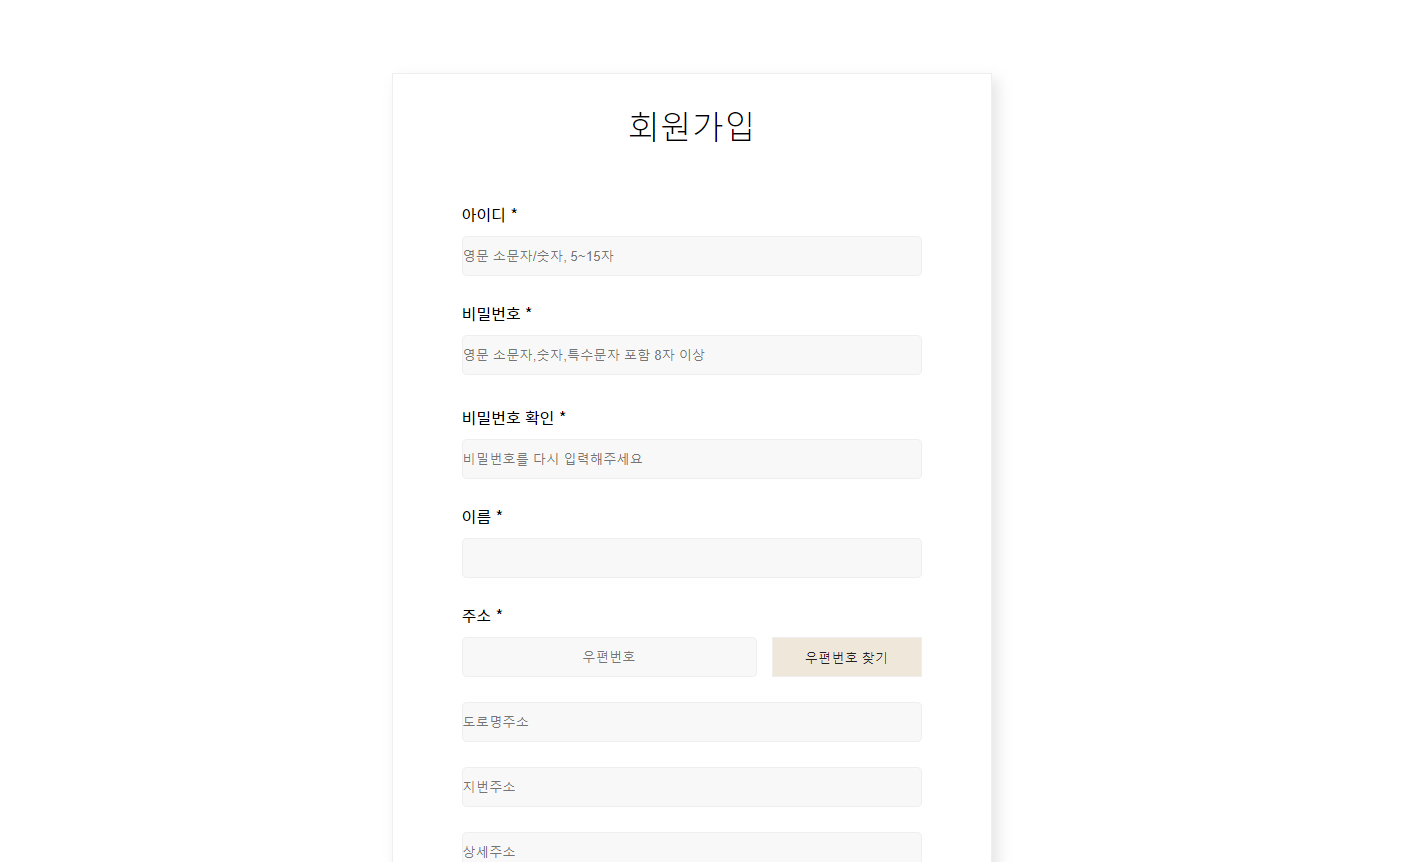 회원가입
아이디 *
영문 소문자/숫자, 5~15자
비밀번호 *
영문 소문자,숫자,특수문자 포함 8자 이상
비밀번호 확인 *
비밀번호를 다시 입력해주세요
이름 *
주소 *
우편번호 우편번호 찾기
도로명주소
지번주소
상세주소